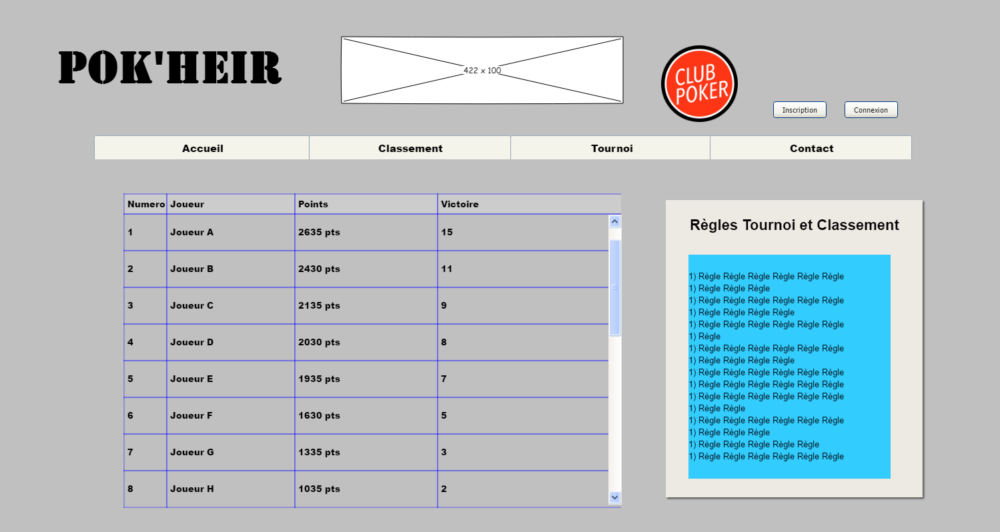 POK'HEIR
422 x 100
CLUB
POKER
Inscription Connexion
Accueil Classement Tournoi Contact
Numero Joueur Points Victoire
1 Joueur A 2635 pts 15
2 Joueur B 2430 pts 11
3 Joueur C 2135 pts 9
4 Joueur D 2030 pts 8
5 Joueur E 1935 pts 7
6 Joueur F 1630 pts 5
7 Joueur G 1335 pts 3
8 Joueur H 1035 pts 2
Règles Tournoi et Classement
1) Règle Règle Règle Règle Règle Règle
1) Règle Règle Règle
1) Règle Règle Règle Règle Règle Règle
1) Règle Règle Règle Règle
1) Règle Règle Règle Règle Règle Règle
1) Règle
1) Règle Règle Règle Règle Règle Règle
1) Règle Règle Règle Règle
1) Règle Règle Règle Règle Règle Règle
1) Règle Règle Règle Règle Règle Règle
1) Règle Règle Règle Règle Règle Règle
1) Règle Règle
1) Règle Règle Règle Règle Règle Règle
1) Règle Règle Règle
1) Règle Règle Règle Règle Règle
1) Règle Règle Règle Règle Règle Règle